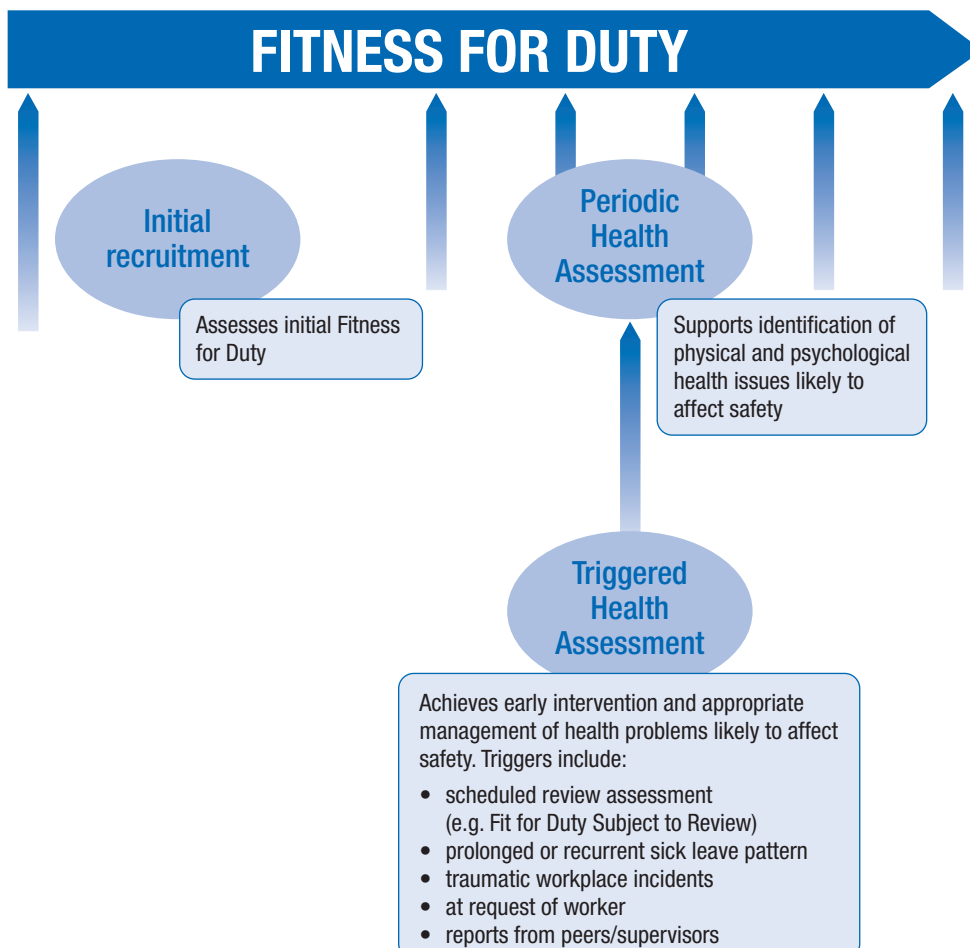 FITNESS FOR DUTY
Initial
recruitment
Assesses initial Fitness
for Duty
Periodic
Health
Assessment
Supports identification of
physical and psychological
health issues likely to
affect safety
Triggered
Health
Assessment
Achieves early intervention and appropriate
management of health problems likely to affect
safety. Triggers include:
• scheduled review assessment
(e.g. Fit for Duty Subject to Review)
• prolonged or recurrent sick leave pattern
• traumatic workplace incidents
• at request of worker
• reports from peers/supervisors